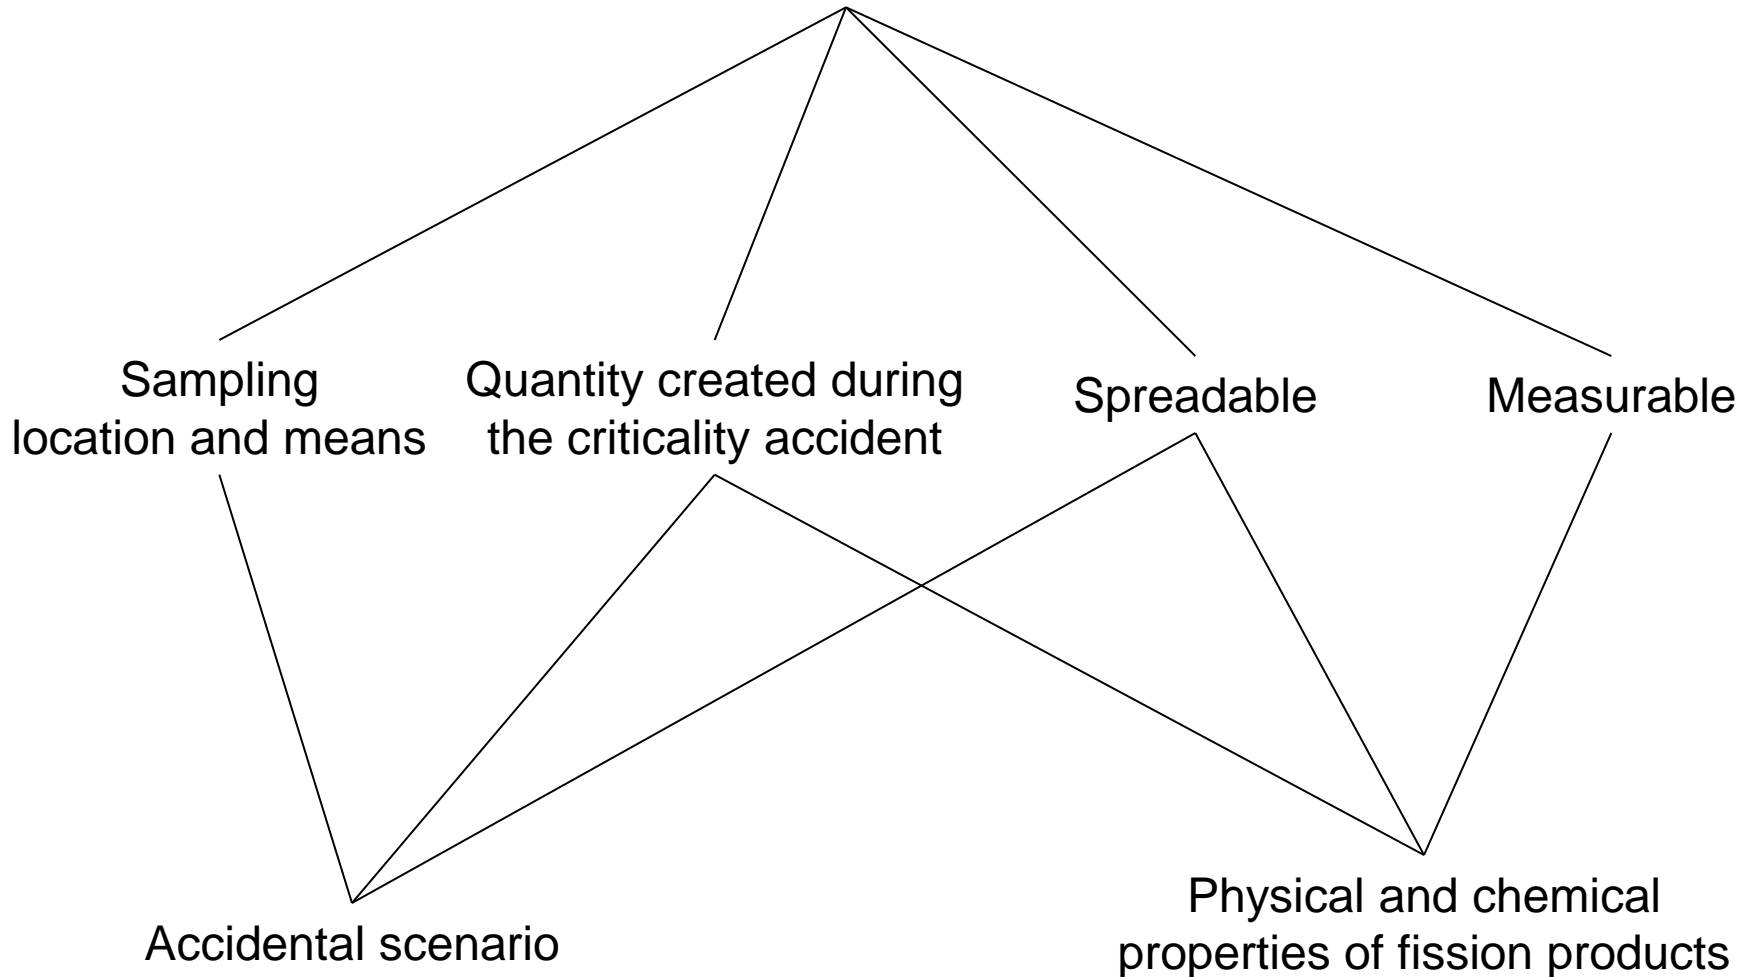 Sampling
location and means
Quantity created during
the criticality accident
Spreadable
Measurable
Accidental scenario
Physical and chemical
properties of fission products